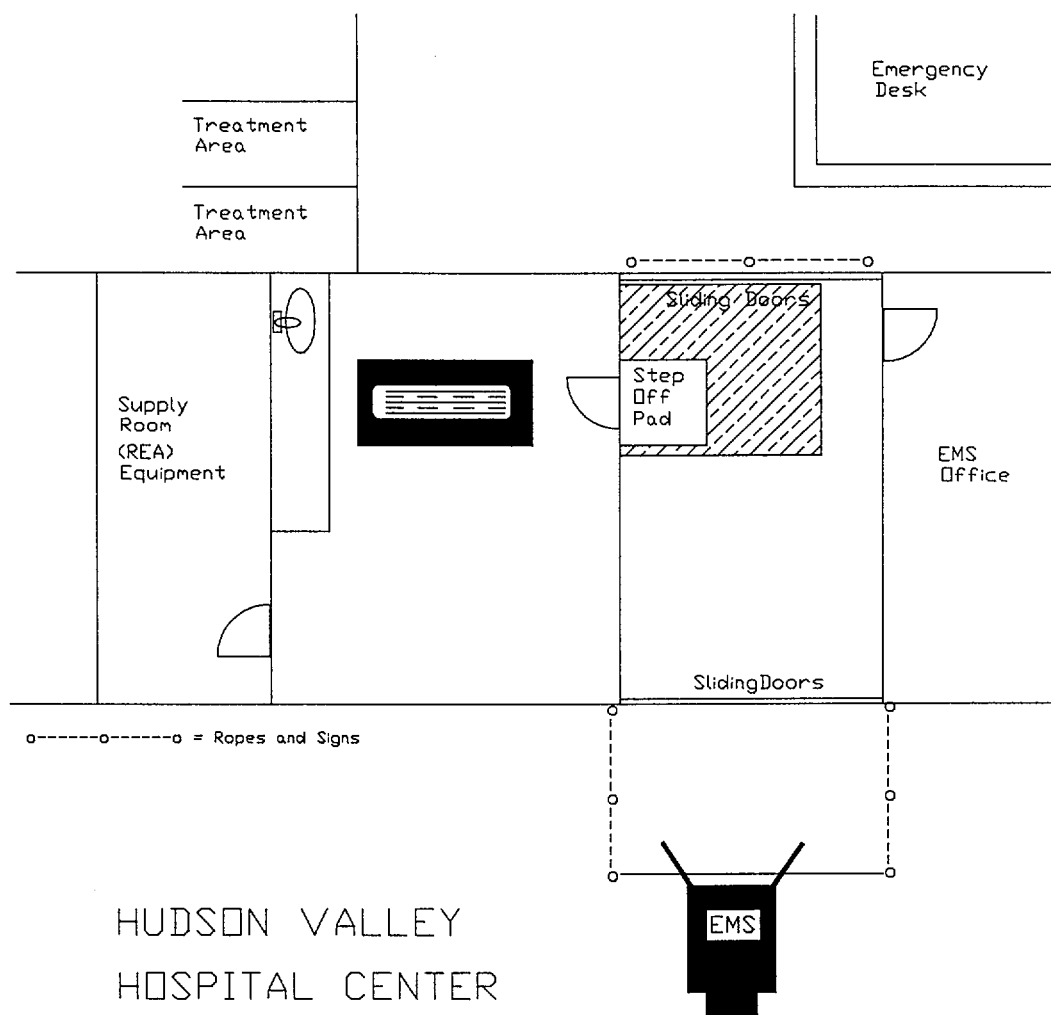 Emergency
Desk
Treatment
Area
Treatment
Area
Sliding Doors
Step
Off
Pad
Supply
Room
(REA)
Equipment
EMS
Office
SlidingDoors
= Ropes and Signs
EMS
HUDSON VALLEY
HOSPITAL CENTER